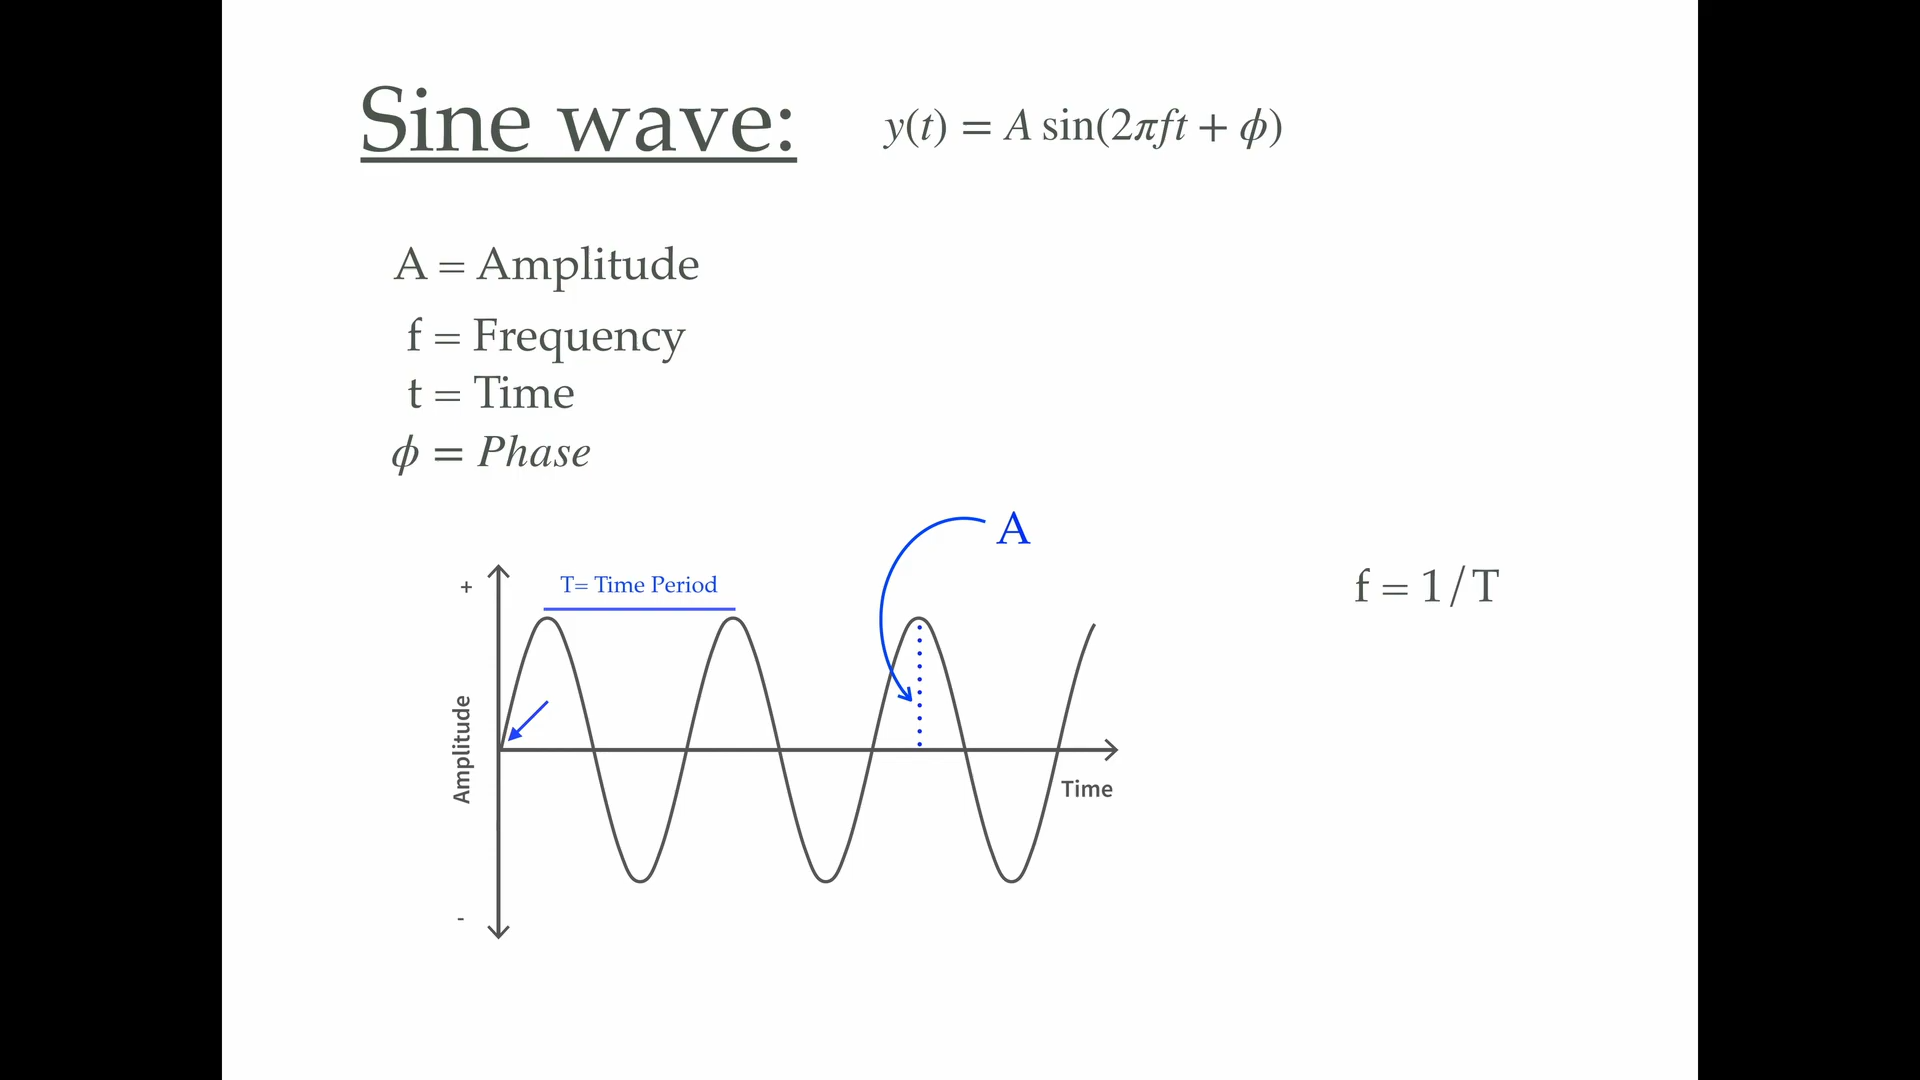 Sine wave:
y(t) = A sin(2πft + ϕ)
A = Amplitude
f = Frequency
t = Time
ϕ = Phase
A
+
T= Time Period
f = 1/T
Amplitude
Time
-